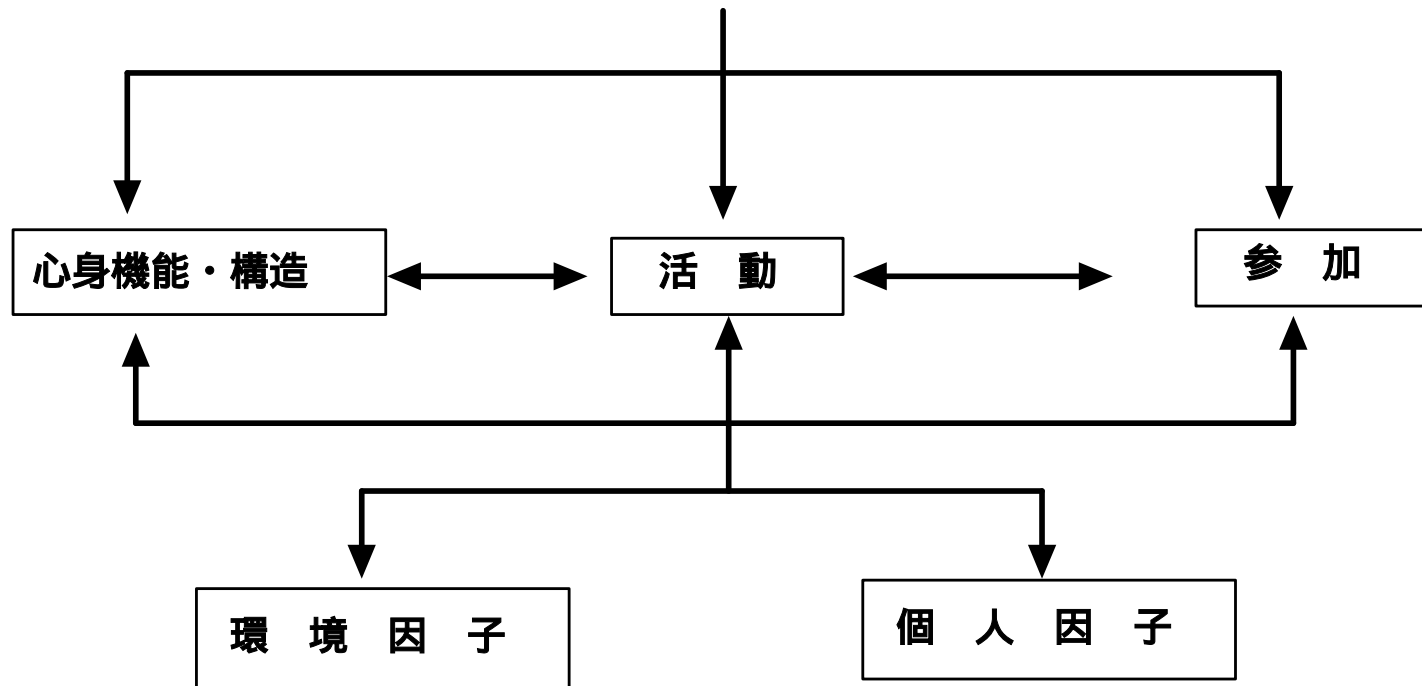 心身機能・構造
活　動
参　加
環　境　因　子
個　人　因　子